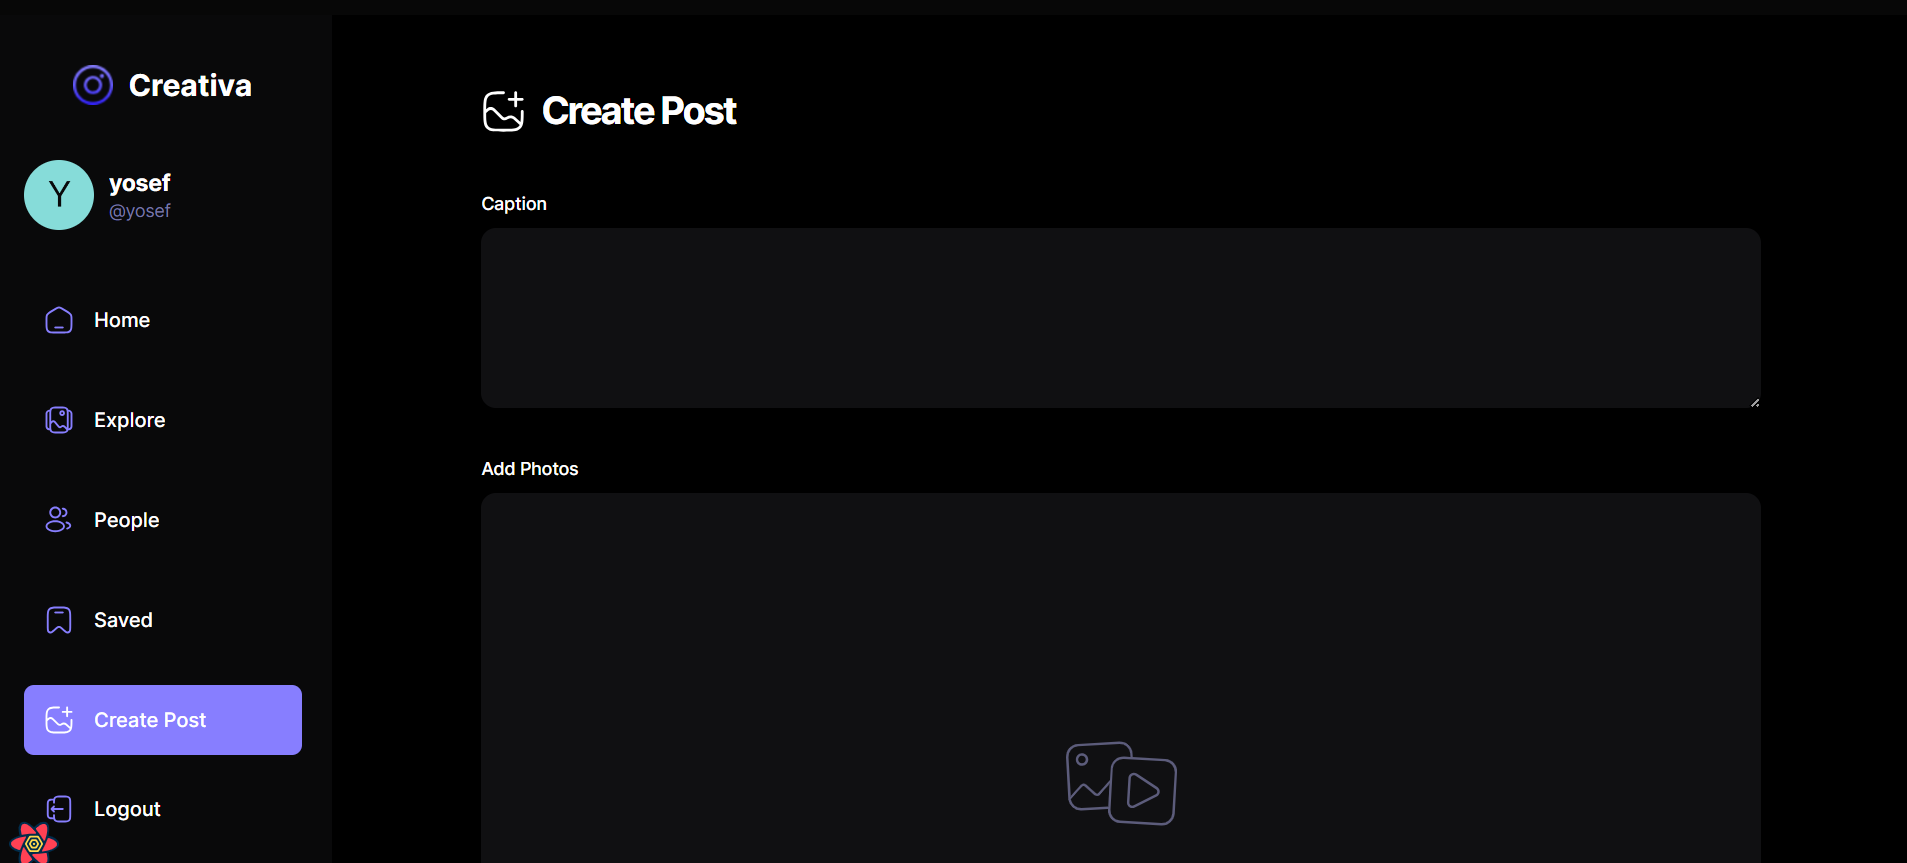 Creativa
Y
yosef
@yosef
Home
Explore
People
Saved
Create Post
Logout
Create Post
Caption
Add Photos